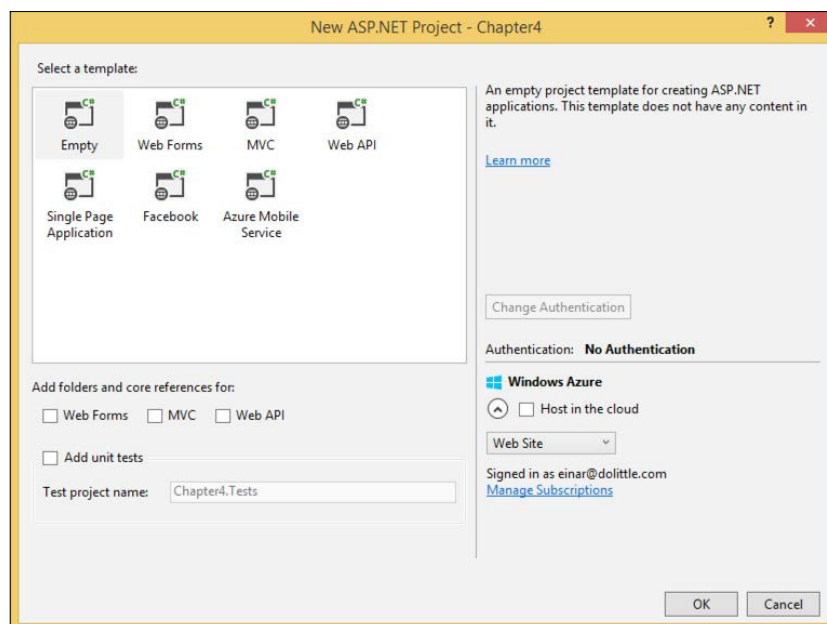 New ASP.NET Project - Chapter4
?
×
Select a template:
C#
C#
C#
C#
Empty
Web Forms
MVC
Web API
C#
C#
C#
Single Page
Application
Facebook
Azure Mobile
Service
An empty project template for creating ASP.NET
applications. This template does not have any content in
it.
Learn more
Change Authentication
Authentication: No Authentication
Windows Azure
Host in the cloud
Web Site
Signed in as einar@dolittle.com
Manage Subscriptions
Add folders and core references for:
Web Forms
MVC
Web API
Add unit tests
Test project name:
Chapter4.Tests
OK
Cancel